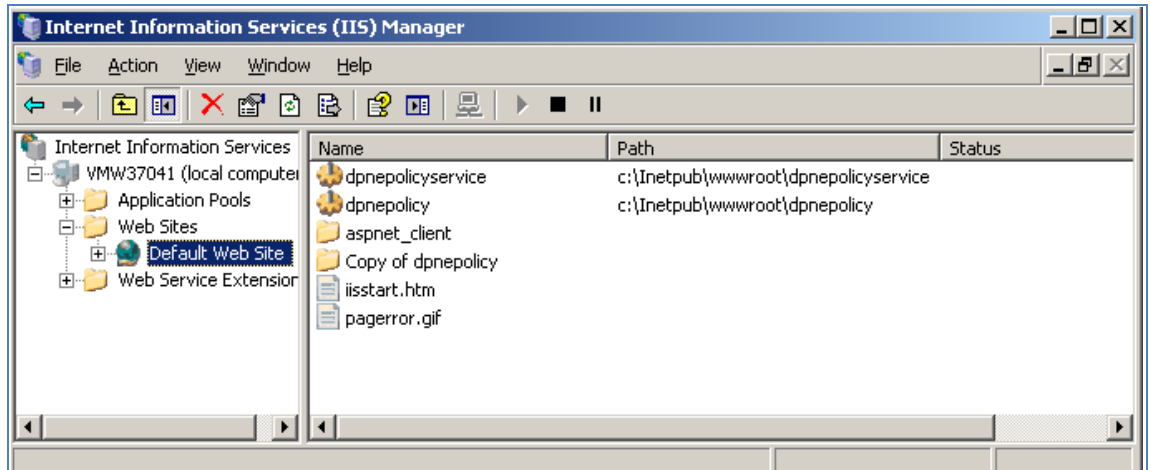 Internet Information Services (IIS) Manager
File Action View Window Help
Internet Information Services
VMW37041 (local computer
Application Pools
Web Sites
Default Web Site
Web Service Extension
Name Path Status
dpnepolicyservice c:\Inetpub\wwwroot\dpnepolicyservice
dpnepolicy c:\Inetpub\wwwroot\dpnepolicy
aspnet_client
Copy of dpnepolicy
iisstart.htm
pagerror.gif